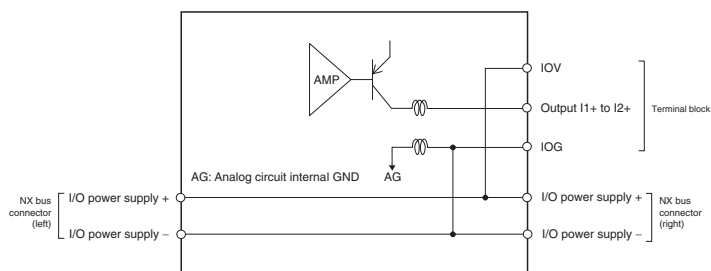 AMP
IOV
Output I1+ to I2+
IOG
Terminal block
AG: Analog circuit internal GND
AG
NX bus
connector
(left)
I/O power supply +
I/O power supply −
I/O power supply +
I/O power supply −
NX bus
connector
(right)